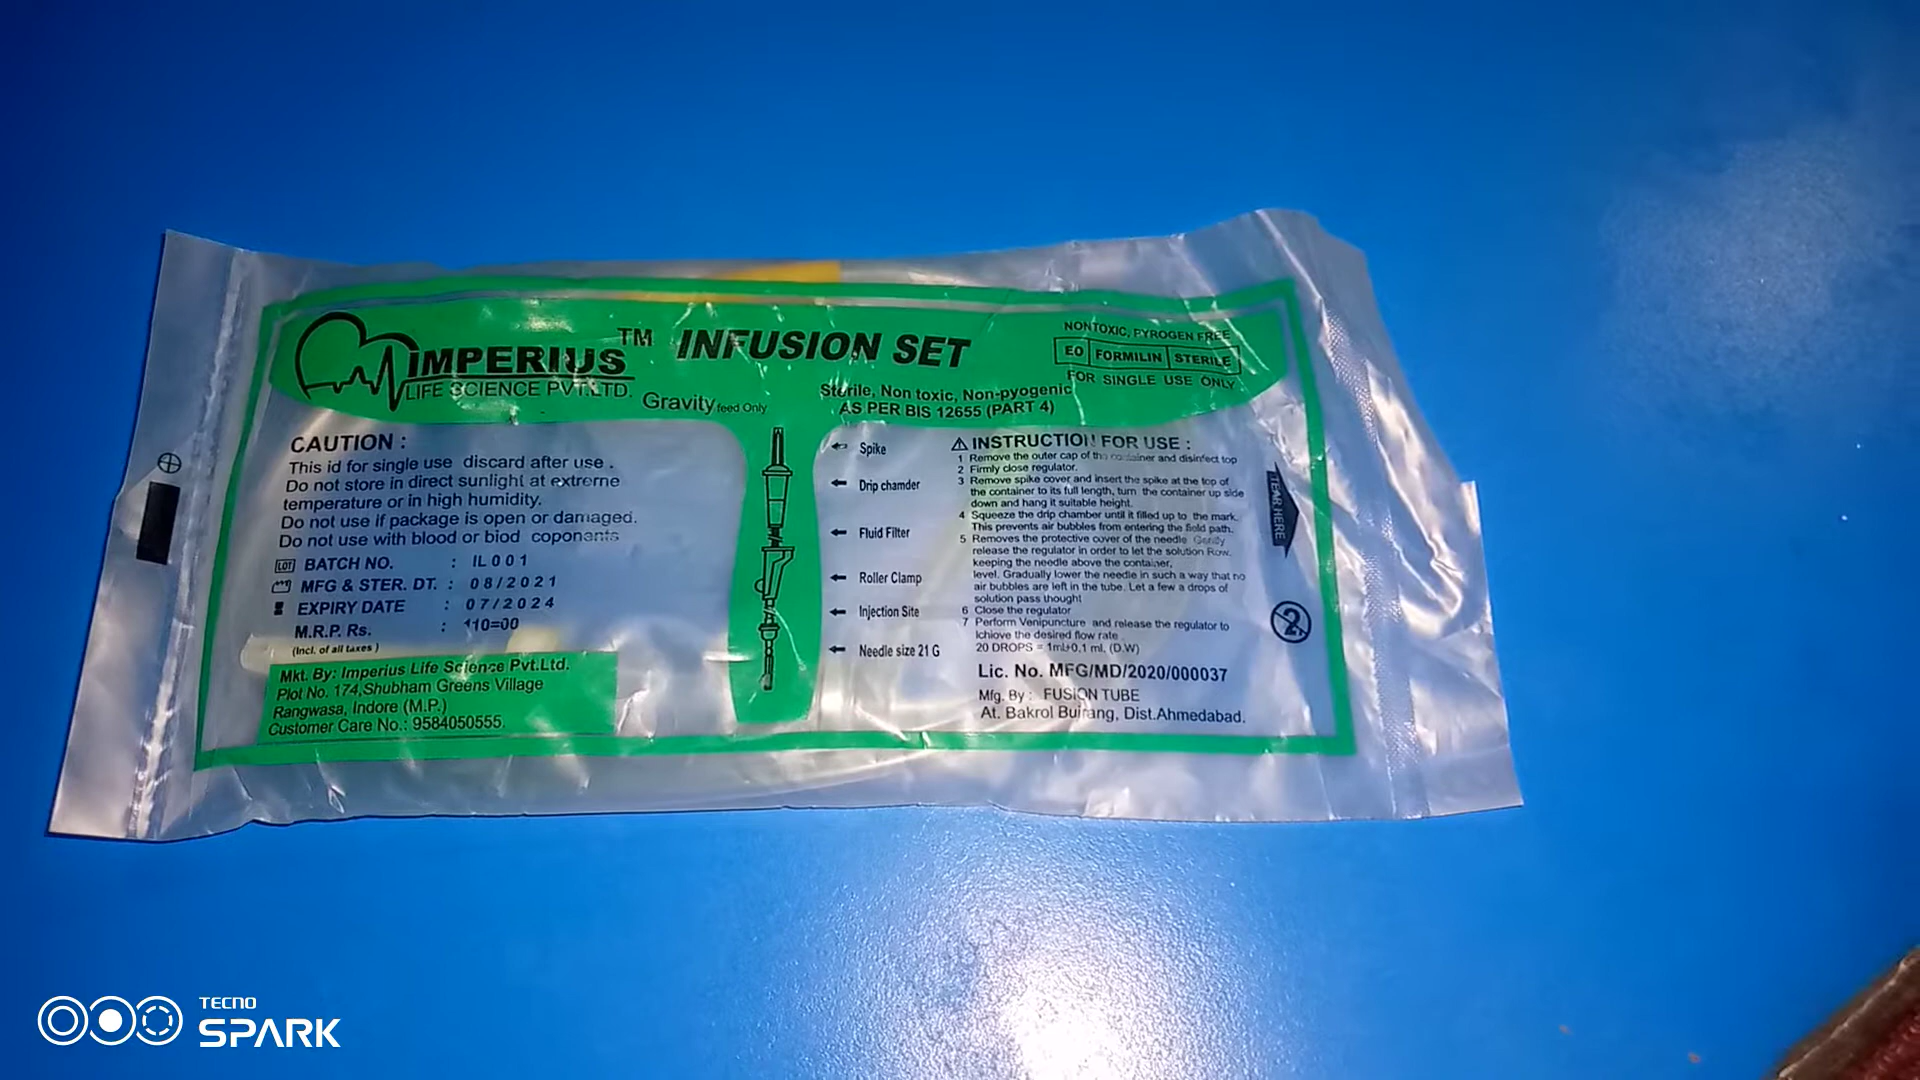 IMPERIUS TM
LIFE SCIENCE PVT.LTD.
INFUSION SET
Gravity feed Only
Sterile, Non toxic, Non-pyogenic
AS PER BIS 12655 (PART 4)
NONTOXIC, PYROGEN FREE
EO FORMILIN STERILE
FOR SINGLE USE ONLY
CAUTION :
This id for single use discard after use .
Do not store in direct sunlight at extreme
temperature or in high humidity.
Do not use if package is open or damaged.
Do not use with blood or biod coponants
LOT BATCH NO. : IL001
MFG & STER. DT. : 08/2021
EXPIRY DATE : 07/2024
M.R.P. Rs. : 110=00
(Incl. of all taxes )
Mkt. By: Imperius Life Science Pvt.Ltd.
Plot No. 174,Shubham Greens Village
Rangwasa, Indore (M.P.)
Customer Care No.: 9584050555.
Spike
Drip chamder
Fluid Filter
Roller Clamp
Injection Site
Needle size 21 G
INSTRUCTION FOR USE :
1 Remove the outer cap of the container and disinfect top
2 Firmly close regulator.
3 Remove spike cover and insert the spike at the top of
the container to its full length, turn the container up side
down and hang it suitable height.
4 Squeeze the drip chamber until it filled up to the mark.
This prevents air bubbles from entering the field path.
5 Removes the protective cover of the needle Gently
release the regulator in order to let the solution Row.
keeping the needle above the container,
level. Gradually lower the needle in such a way that no
air bubbles are left in the tube. Let a few a drops of
solution pass thought
6 Close the regulator
7 Perform Venipuncture and release the regulator to
Ichiove the desired flow rate
20 DROPS = 1ml±0.1 ml, (D.W)
Lic. No. MFG/MD/2020/000037
Mfg. By : FUSION TUBE
At. Bakrol Bujrang, Dist.Ahmedabad.
TEAR HERE
2
TECNO
SPARK